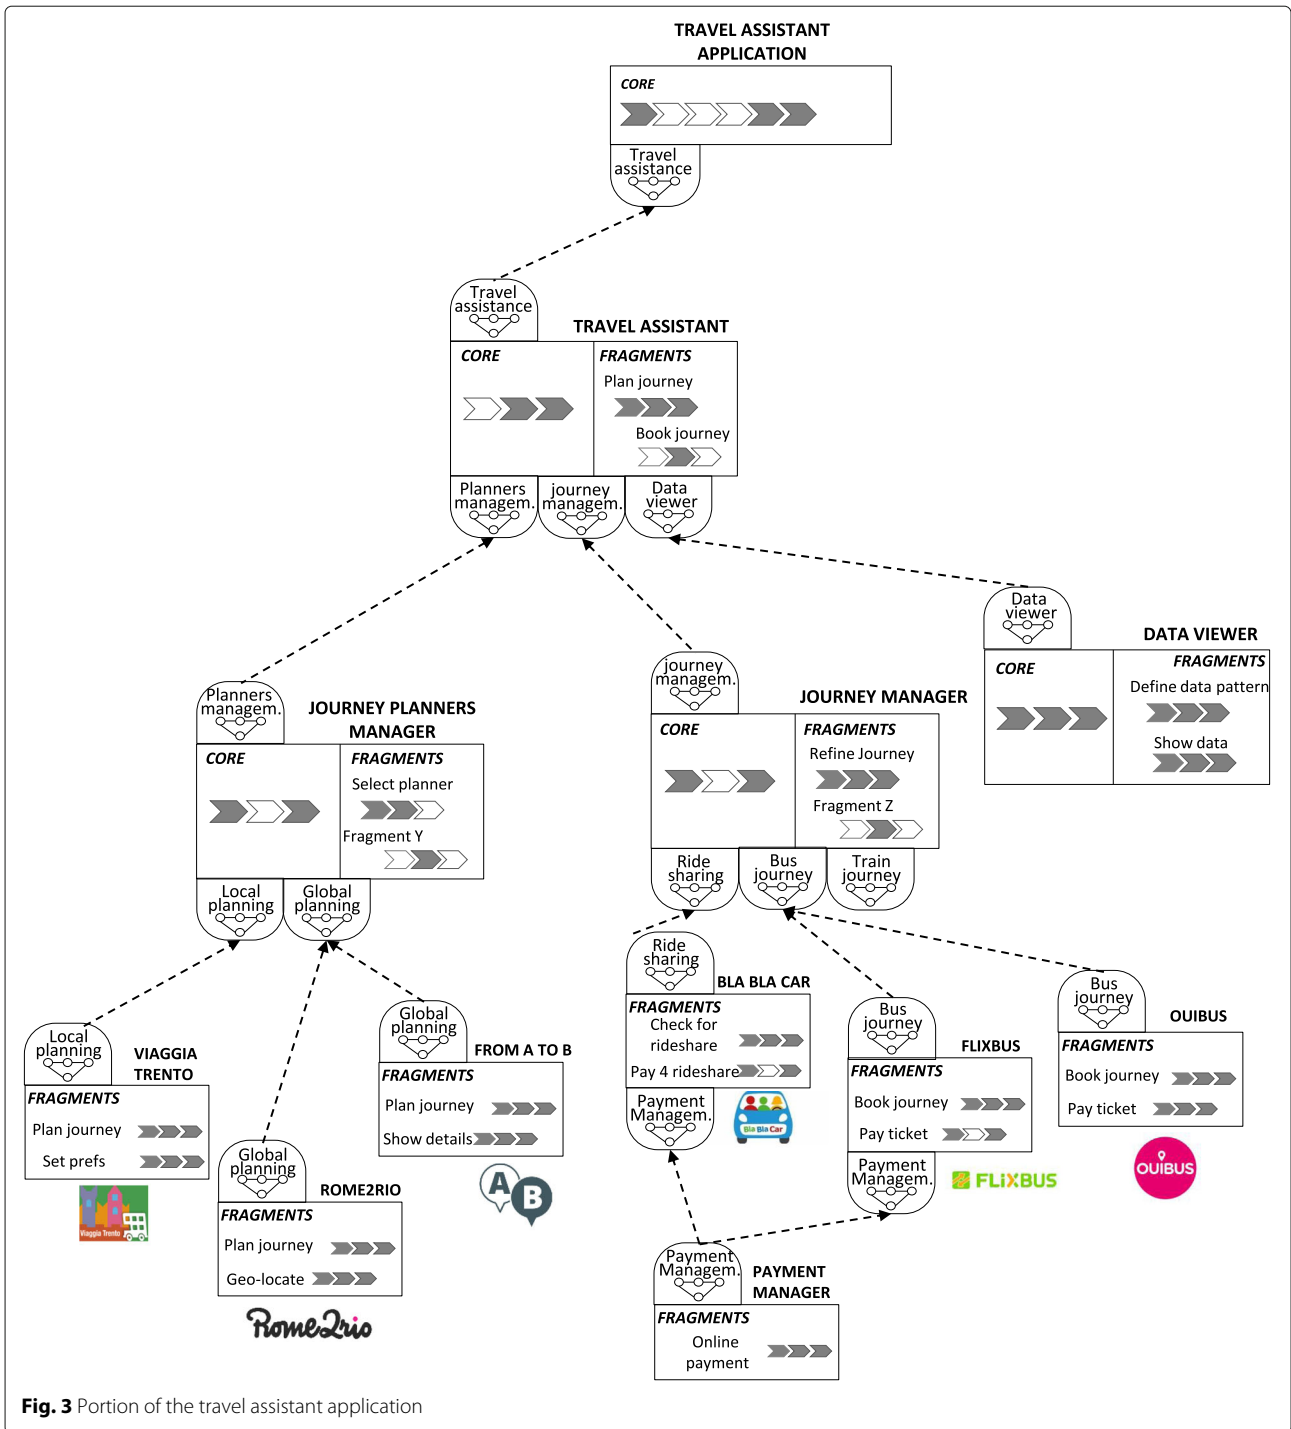 TRAVEL ASSISTANT
APPLICATION
CORE
Travel
assistance
Travel
assistance
TRAVEL ASSISTANT
CORE
FRAGMENTS
Plan journey
Book journey
Planners
managem.
journey
managem.
Data
viewer
Data
viewer
DATA VIEWER
CORE
FRAGMENTS
Define data pattern
Show data
Planners
managem.
JOURNEY PLANNERS
MANAGER
CORE
FRAGMENTS
Select planner
Fragment Y
Local
planning
Global
planning
journey
managem.
JOURNEY MANAGER
CORE
FRAGMENTS
Refine Journey
Fragment Z
Ride
sharing
Bus
journey
Train
journey
Local
planning
VIAGGIA
TRENTO
FRAGMENTS
Plan journey
Set prefs
Viaggia Trento
Global
planning
ROME2RIO
FRAGMENTS
Plan journey
Geo-locate
Rome2rio
Global
planning
FROM A TO B
FRAGMENTS
Plan journey
Show details
A
B
Ride
sharing
BLA BLA CAR
FRAGMENTS
Check for
rideshare
Pay 4 rideshare
Payment
Managem.
Bla Bla Car
Bus
journey
FLIXBUS
FRAGMENTS
Book journey
Pay ticket
Payment
Managem.
FLiXBUS
Bus
journey
OUIBUS
FRAGMENTS
Book journey
Pay ticket
OUIBUS
Payment
Managem.
PAYMENT
MANAGER
FRAGMENTS
Online
payment
Fig. 3 Portion of the travel assistant application